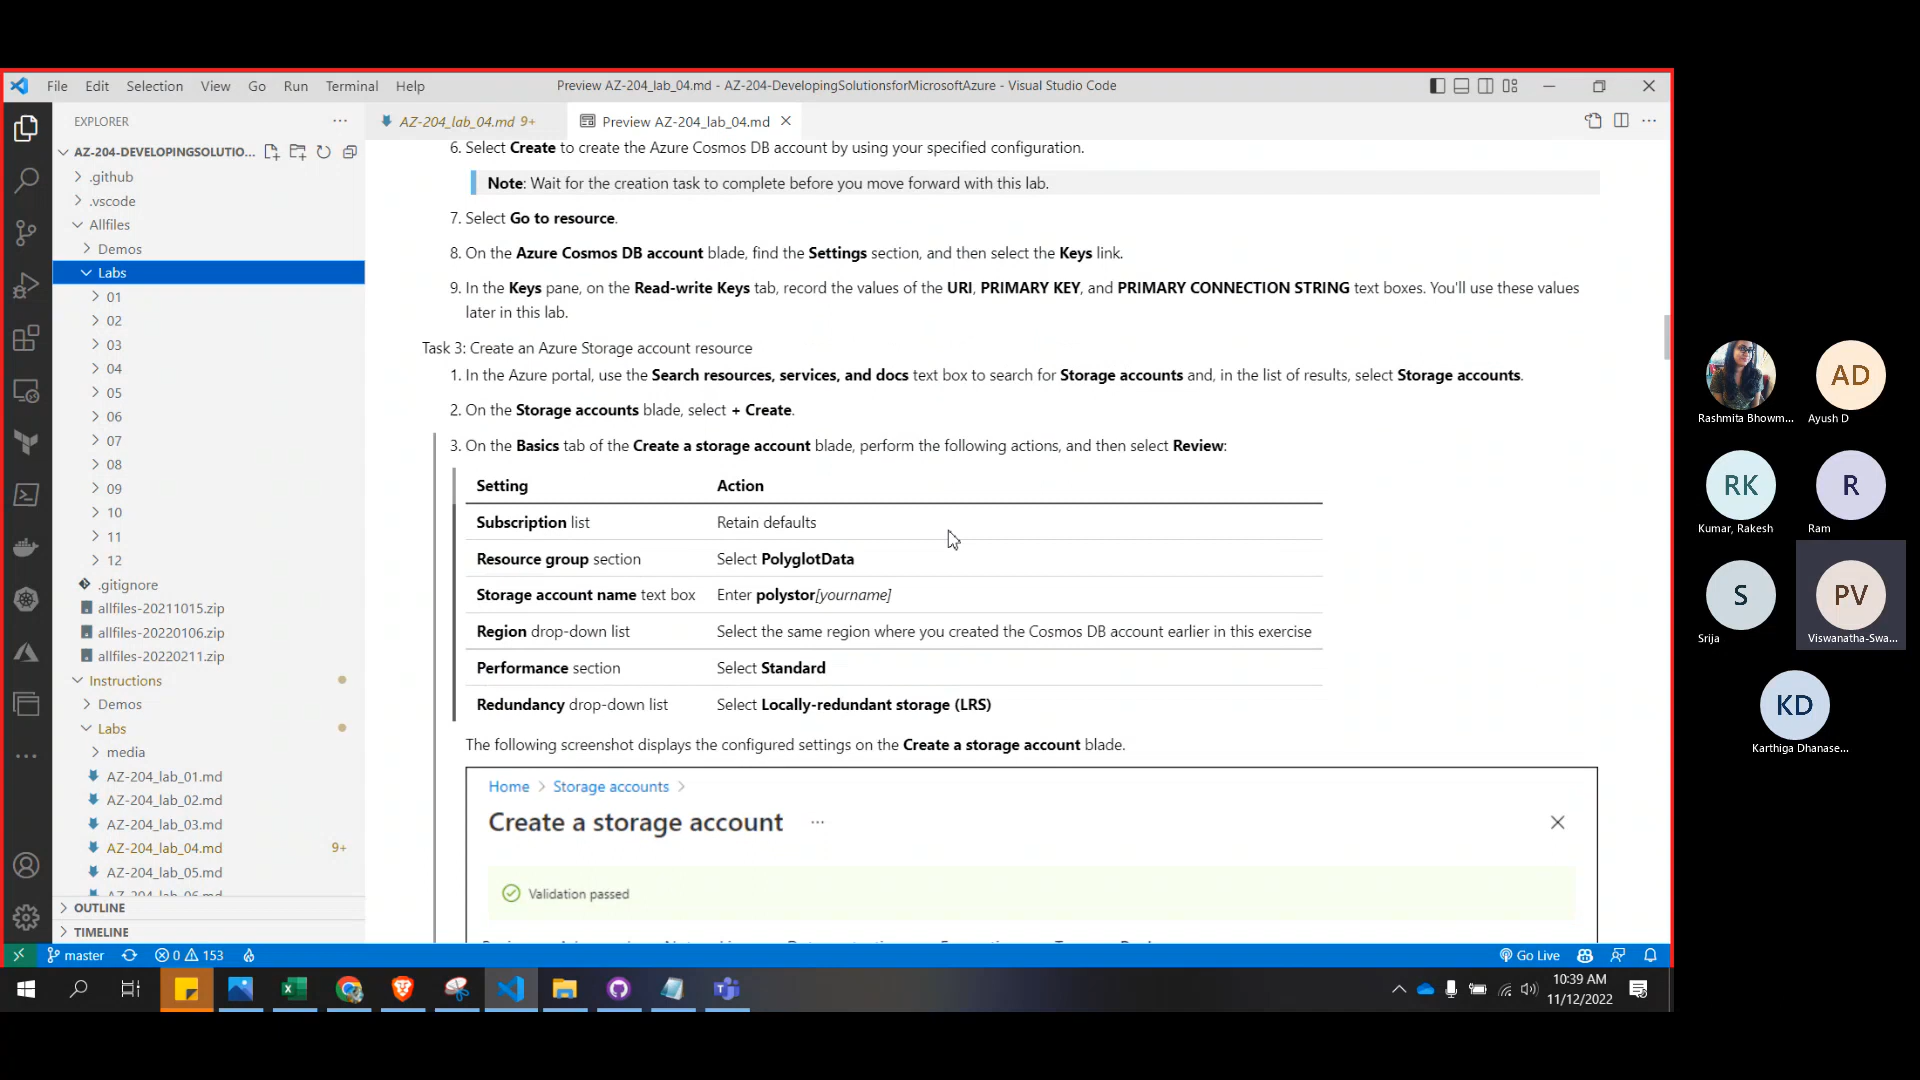 File Edit Selection View Go Run Terminal Help
Preview AZ-204_lab_04.md - AZ-204-DevelopingSolutionsforMicrosoftAzure - Visual Studio Code
EXPLORER
AZ-204_lab_04.md 9+
Preview AZ-204_lab_04.md
AZ-204-DEVELOPINGSOLUTIO...
.github
.vscode
Allfiles
Demos
Labs
01
02
03
04
05
06
07
08
09
10
11
12
.gitignore
allfiles-20211015.zip
allfiles-20220106.zip
allfiles-20220211.zip
Instructions
Demos
Labs
media
AZ-204_lab_01.md
AZ-204_lab_02.md
AZ-204_lab_03.md
AZ-204_lab_04.md 9+
AZ-204_lab_05.md
AZ-204_lab_06.md
OUTLINE
TIMELINE
6. Select Create to create the Azure Cosmos DB account by using your specified configuration.
Note: Wait for the creation task to complete before you move forward with this lab.
7. Select Go to resource.
8. On the Azure Cosmos DB account blade, find the Settings section, and then select the Keys link.
9. In the Keys pane, on the Read-write Keys tab, record the values of the URI, PRIMARY KEY, and PRIMARY CONNECTION STRING text boxes. You'll use these values
later in this lab.
Task 3: Create an Azure Storage account resource
1. In the Azure portal, use the Search resources, services, and docs text box to search for Storage accounts and, in the list of results, select Storage accounts.
2. On the Storage accounts blade, select + Create.
3. On the Basics tab of the Create a storage account blade, perform the following actions, and then select Review:
Setting Action
Subscription list Retain defaults
Resource group section Select PolyglotData
Storage account name text box Enter polystor[yourname]
Region drop-down list Select the same region where you created the Cosmos DB account earlier in this exercise
Performance section Select Standard
Redundancy drop-down list Select Locally-redundant storage (LRS)
The following screenshot displays the configured settings on the Create a storage account blade.
Home > Storage accounts >
Create a storage account ...
Validation passed
master 0 153
Go Live
10:39 AM
11/12/2022
Rashmita Bhowm...
AD
Ayush D
RK
Kumar, Rakesh
R
Ram
S
Srija
PV
Viswanatha-Swa...
KD
Karthiga Dhanase...